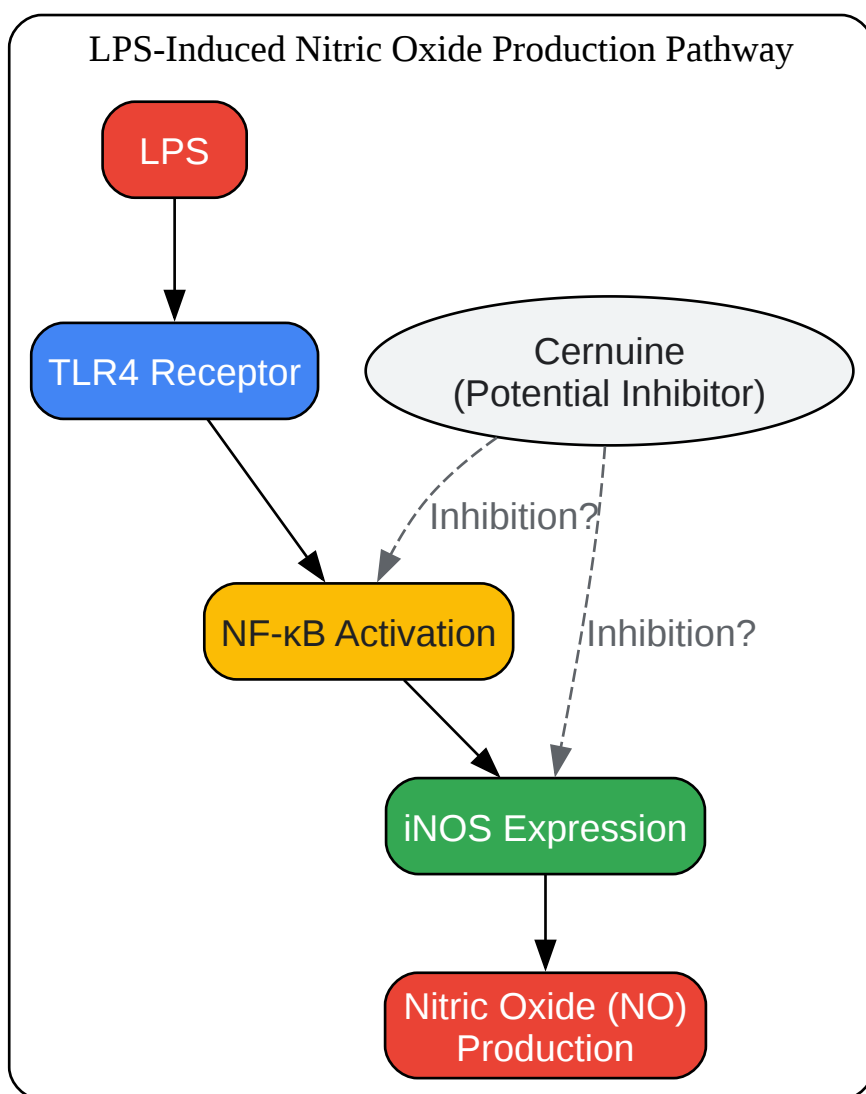 LPS-Induced Nitric Oxide Production Pathway
LPS
TLR4 Receptor
Cernuine
(Potential Inhibitor)
Inhibition?
NF-κB Activation
Inhibition?
iNOS Expression
Nitric Oxide (NO)
Production